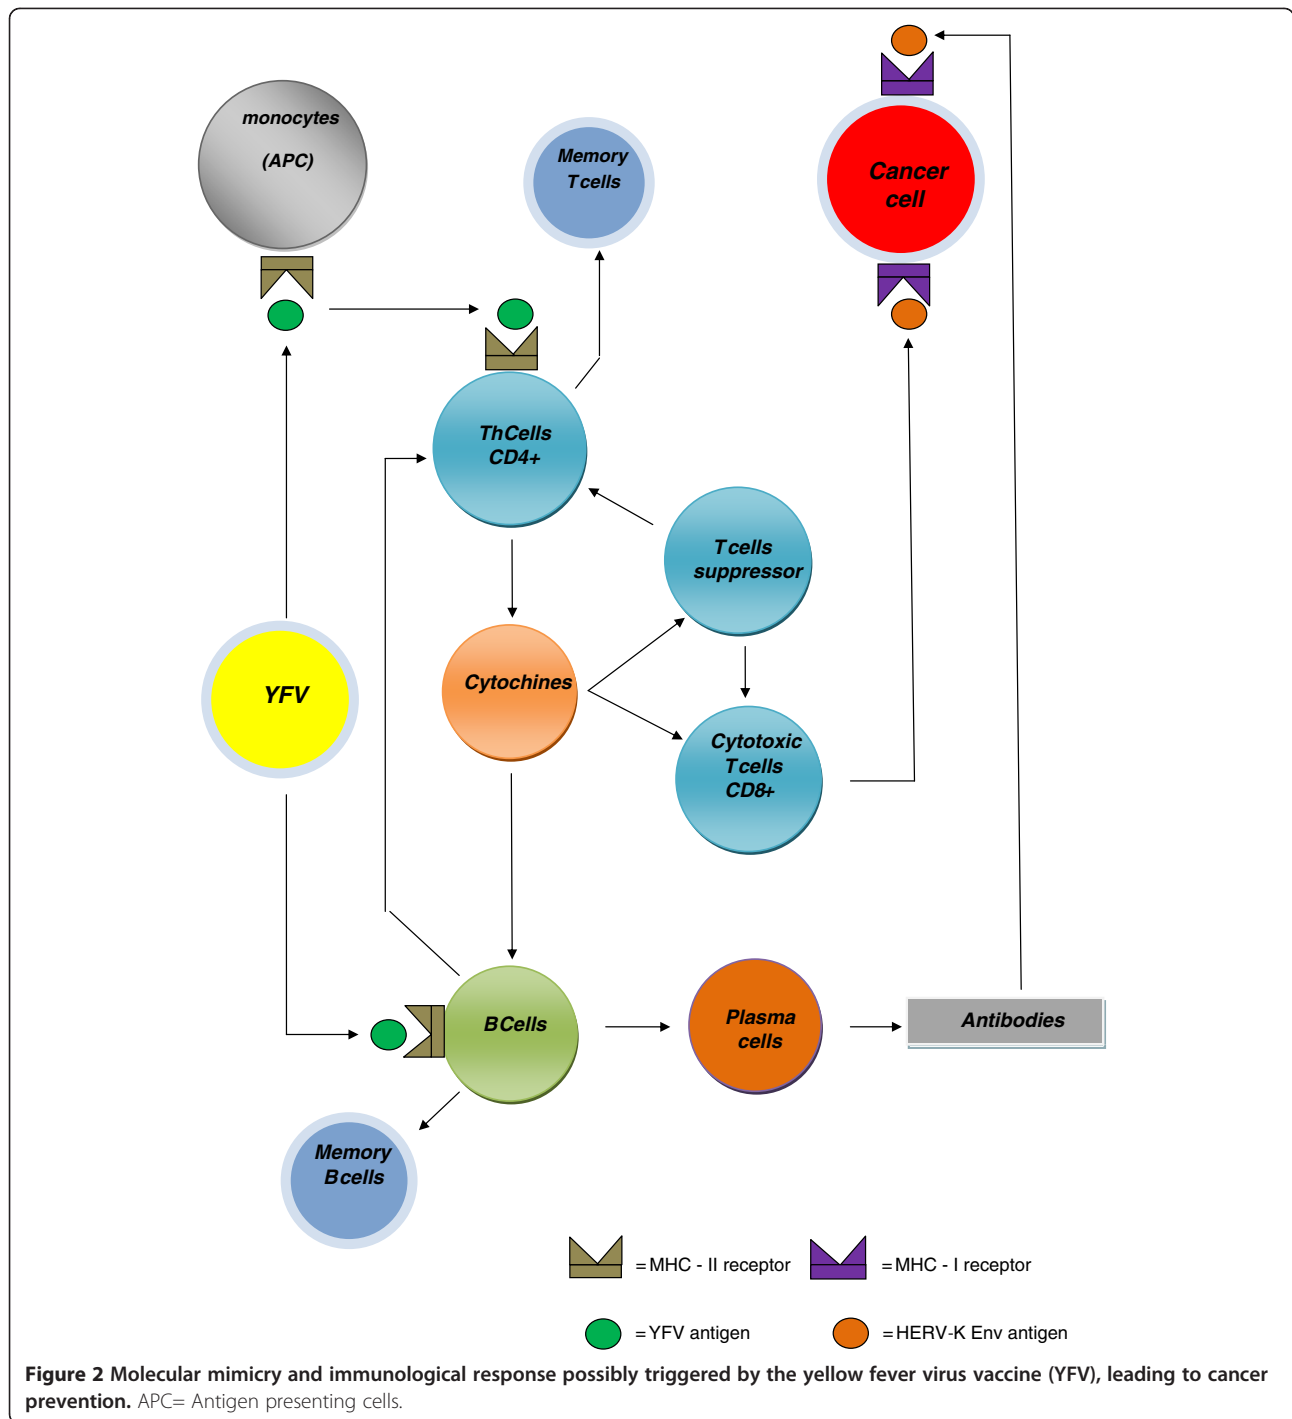 monocytes
(APC)
Memory
T cells
Cancer
cell
ThCells
CD4+
T cells
suppressor
YFV
Cytochines
Cytotoxic
T cells
CD8+
BCells
Plasma
cells
Antibodies
Memory
Bcells
= MHC - II receptor
= MHC - I receptor
= YFV antigen
= HERV-K Env antigen
Figure 2 Molecular mimicry and immunological response possibly triggered by the yellow fever virus vaccine (YFV), leading to cancer
prevention. APC= Antigen presenting cells.